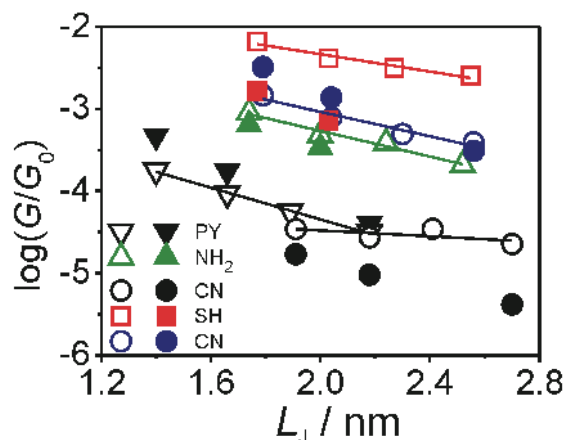 -2
-3
-4
-5
-6
log(G/G₀)
PY
NH₂
CN
SH
CN
1.2 1.6 2.0 2.4 2.8
L_J / nm